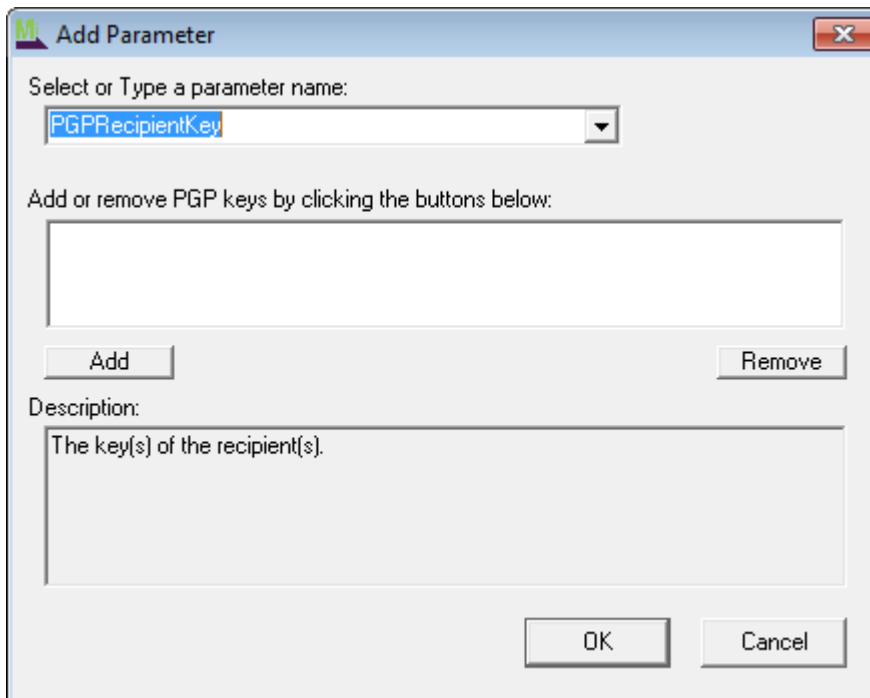 Add Parameter
Select or Type a parameter name:
PGPRecipientKey
Add or remove PGP keys by clicking the buttons below:
Add Remove
Description:
The key(s) of the recipient(s).
OK Cancel